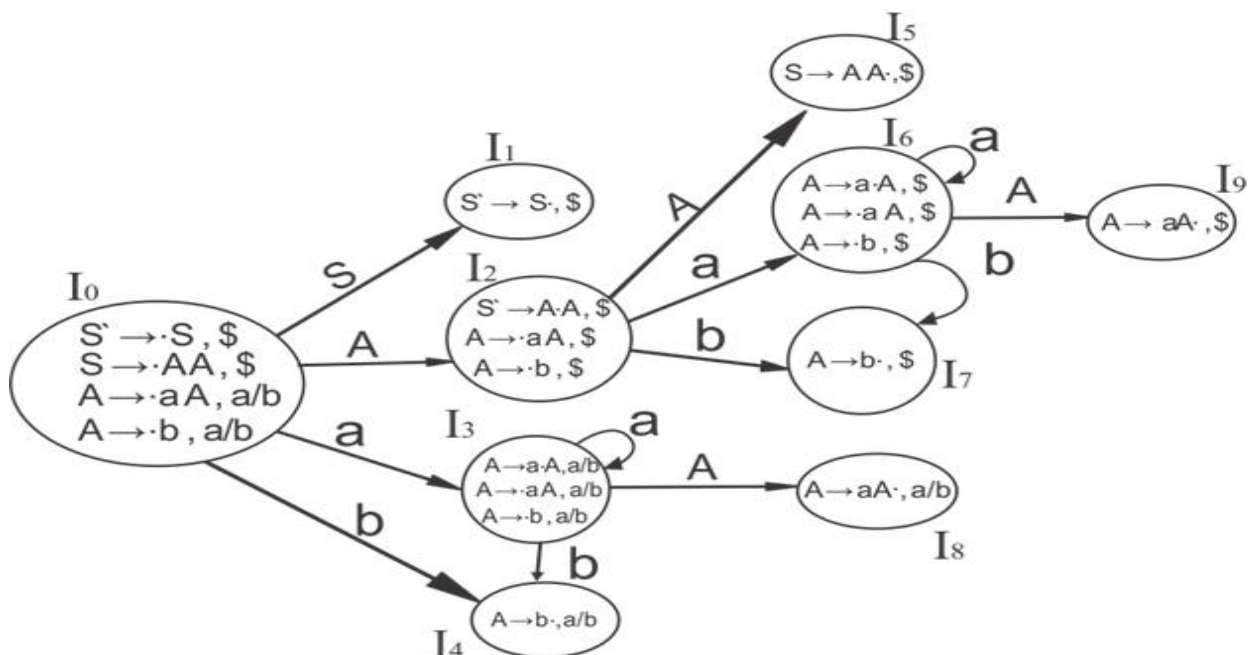 I5
S → A A·, $
I1
S` → S·, $
S
I6
a
A → a·A, $
A → ·a A, $
A → ·b, $
A
I9
A → aA·, $
A
a
b
I0
S` → ·S, $
S → ·AA, $
A → ·aA, a/b
A → ·b, a/b
A
I2
S` → A·A, $
A → ·aA, $
A → ·b, $
b
A → b·, $
I7
a
I3
a
A → a·A, a/b
A → ·aA, a/b
A → ·b, a/b
A
A → aA·, a/b
I8
b
b
A → b·, a/b
I4